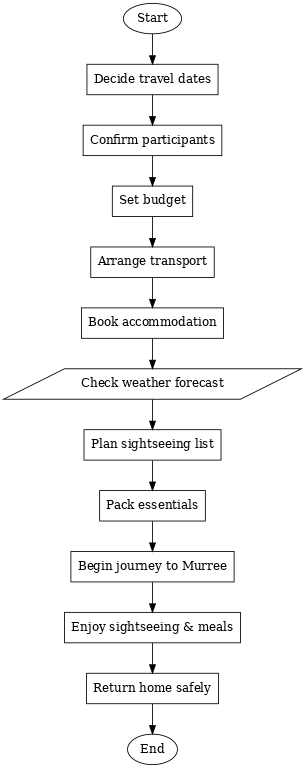 Start
Decide travel dates
Confirm participants
Set budget
Arrange transport
Book accommodation
Check weather forecast
Plan sightseeing list
Pack essentials
Begin journey to Murree
Enjoy sightseeing & meals
Return home safely
End